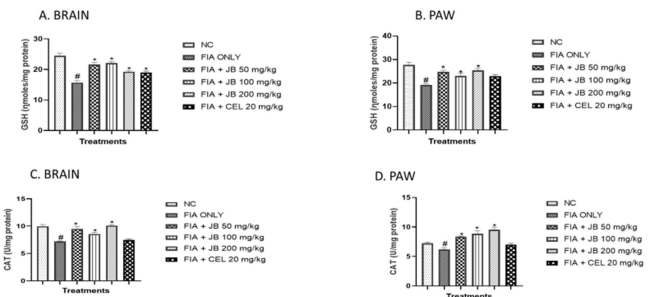 A. BRAIN
GSH (ηmoles/mg protein)
30
20
10
0
#
*
*
*
*
Treatments
NC
FIA ONLY
FIA + JB 50 mg/kg
FIA + JB 100 mg/kg
FIA + JB 200 mg/kg
FIA + CEL 20 mg/kg
B. PAW
GSH (ηmoles/mg protein)
40
30
20
10
0
#
*
*
*
Treatments
NC
FIA ONLY
FIA + JB 50 mg/kg
FIA + JB 100 mg/kg
FIA + JB 200 mg/kg
FIA + CEL 20 mg/kg
C. BRAIN
CAT (U/mg protein)
15
10
5
0
#
*
*
*
Treatments
NC
FIA ONLY
FIA + JB 50 mg/kg
FIA + JB 100 mg/kg
FIA + JB 200 mg/kg
FIA + CEL 20 mg/kg
D. PAW
CAT (U/mg protein)
15
10
5
0
#
*
*
*
Treatments
NC
FIA ONLY
FIA + JB 50 mg/kg
FIA + JB 100 mg/kg
FIA + JB 200 mg/kg
FIA + CEL 20 mg/kg